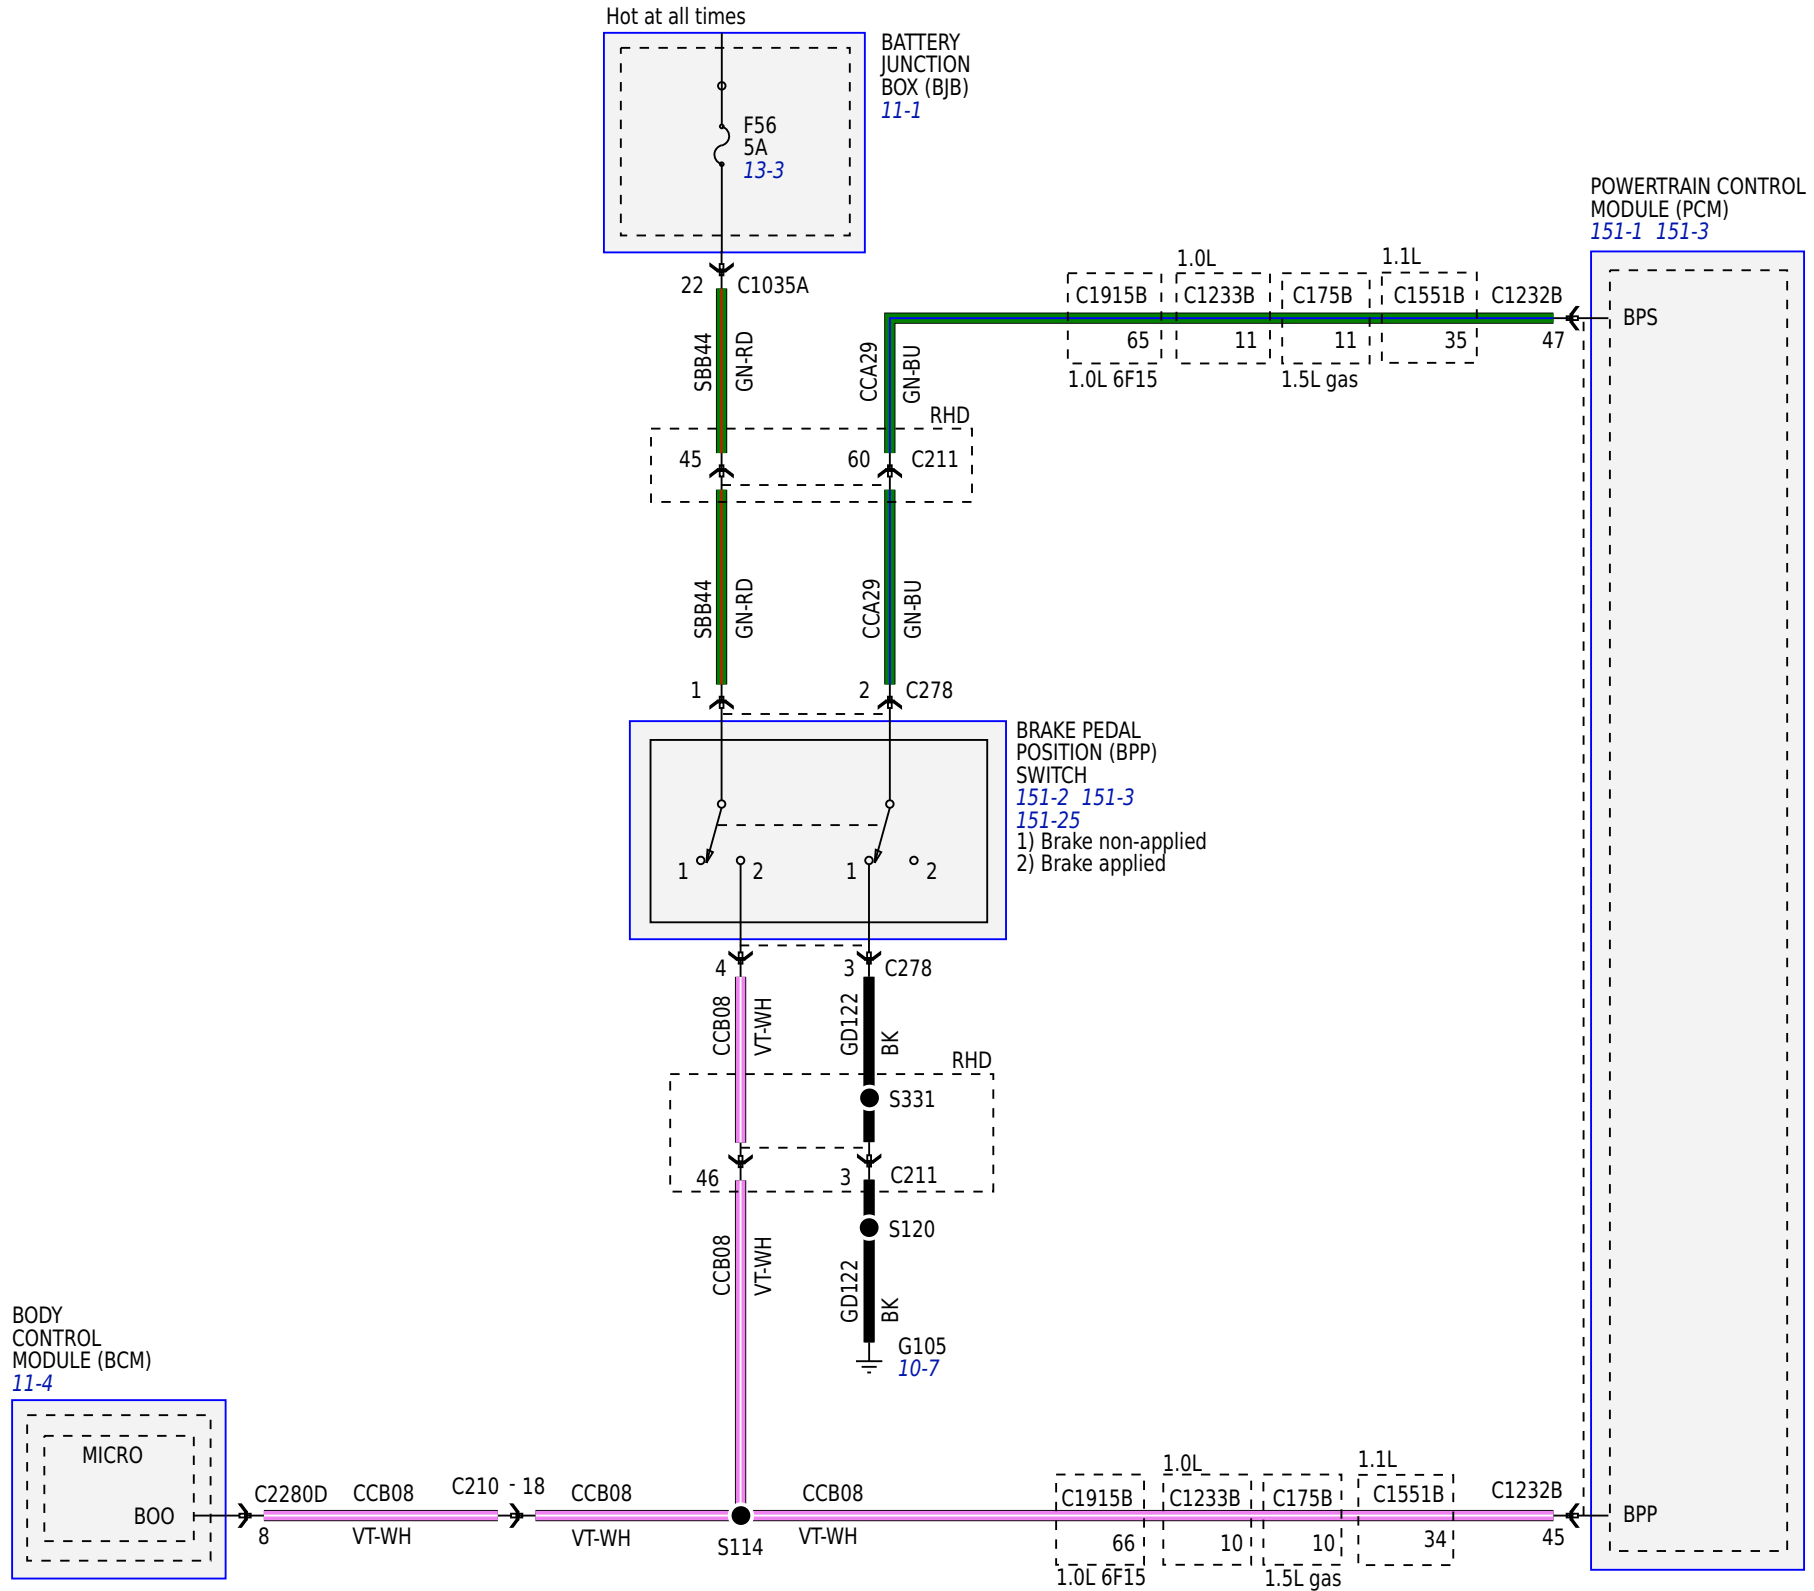 Hot at all times
BATTERY
JUNCTION
BOX (BJB)
11-1
F56
5A
13-3
POWERTRAIN CONTROL
MODULE (PCM)
151-1 151-3
22 C1035A
SBB44
GN-RD
CCA29
GN-BU
1.0L
1.1L
C1915B
C1233B
C175B
C1551B
C1232B
BPS
65
11
11
35
47
1.0L 6F15
1.5L gas
RHD
45
60
C211
SBB44
GN-RD
CCA29
GN-BU
1
2
C278
BRAKE PEDAL
POSITION (BPP)
SWITCH
151-2 151-3
151-25
1) Brake non-applied
2) Brake applied
1
2
1
2
4
3
C278
CCB08
VT-WH
GD122
BK
RHD
S331
46
3
C211
S120
CCB08
VT-WH
GD122
BK
G105
10-7
BODY
CONTROL
MODULE (BCM)
11-4
MICRO
BOO
C2280D
8
CCB08
VT-WH
C210 - 18
CCB08
VT-WH
S114
CCB08
VT-WH
1.0L
1.1L
C1915B
C1233B
C175B
C1551B
C1232B
BPP
66
10
10
34
45
1.0L 6F15
1.5L gas